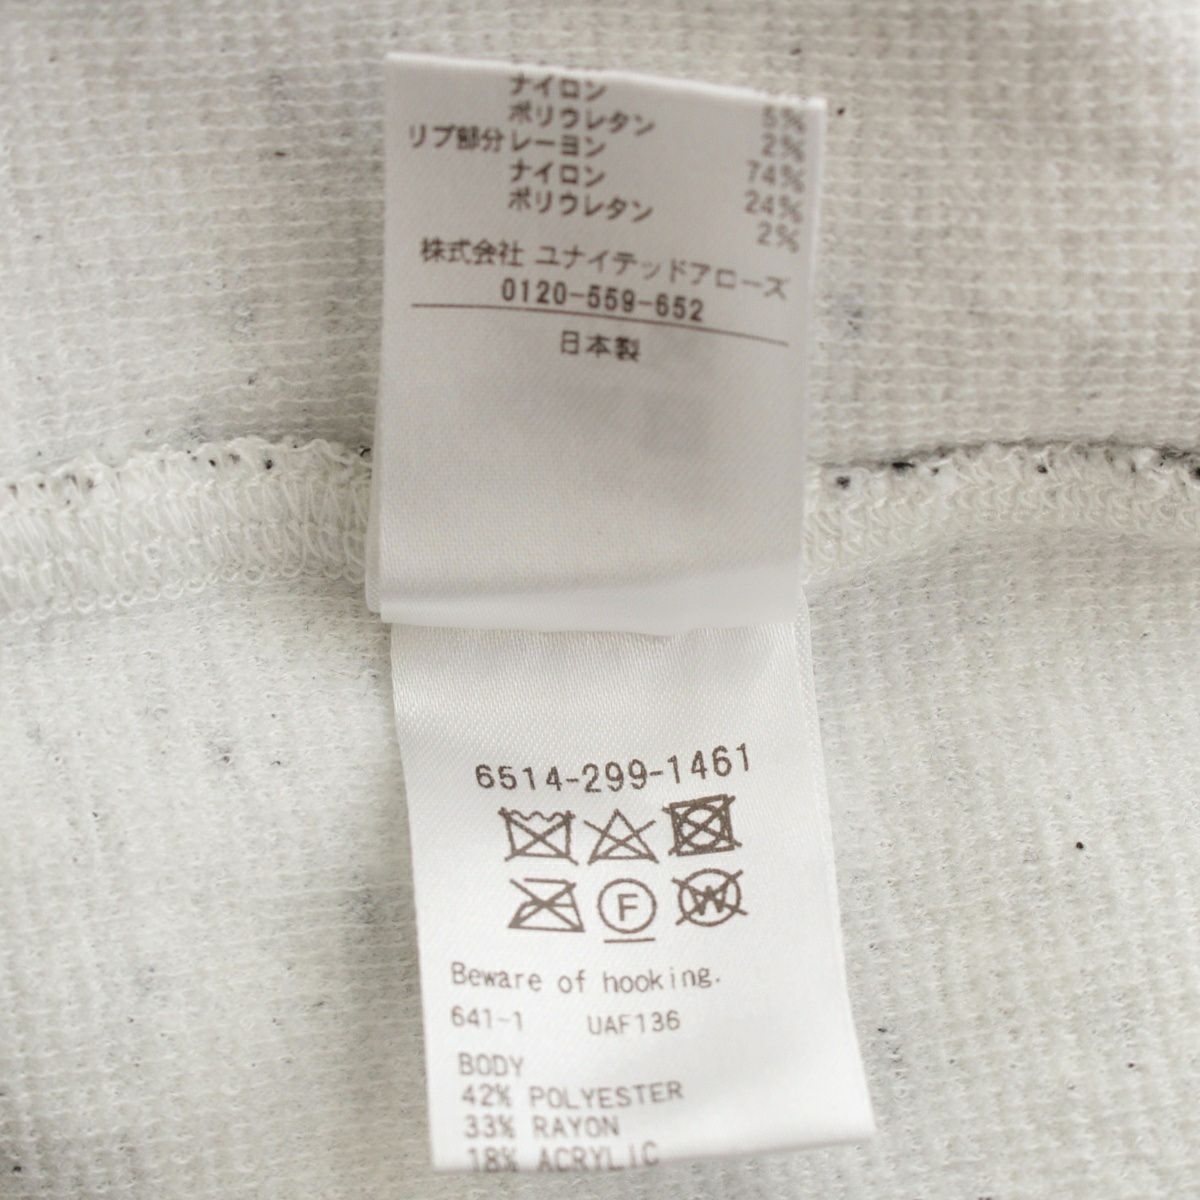 ナイロン 5%
ポリウレタン 2%
リブ部分 レーヨン 74%
ナイロン 24%
ポリウレタン 2%
株式会社 ユナイテッドアローズ
0120-559-652
日本製
6514-299-1461
F W
Beware of hooking.
641-1 UAF136
BODY
42% POLYESTER
33% RAYON
18% ACRYLIC